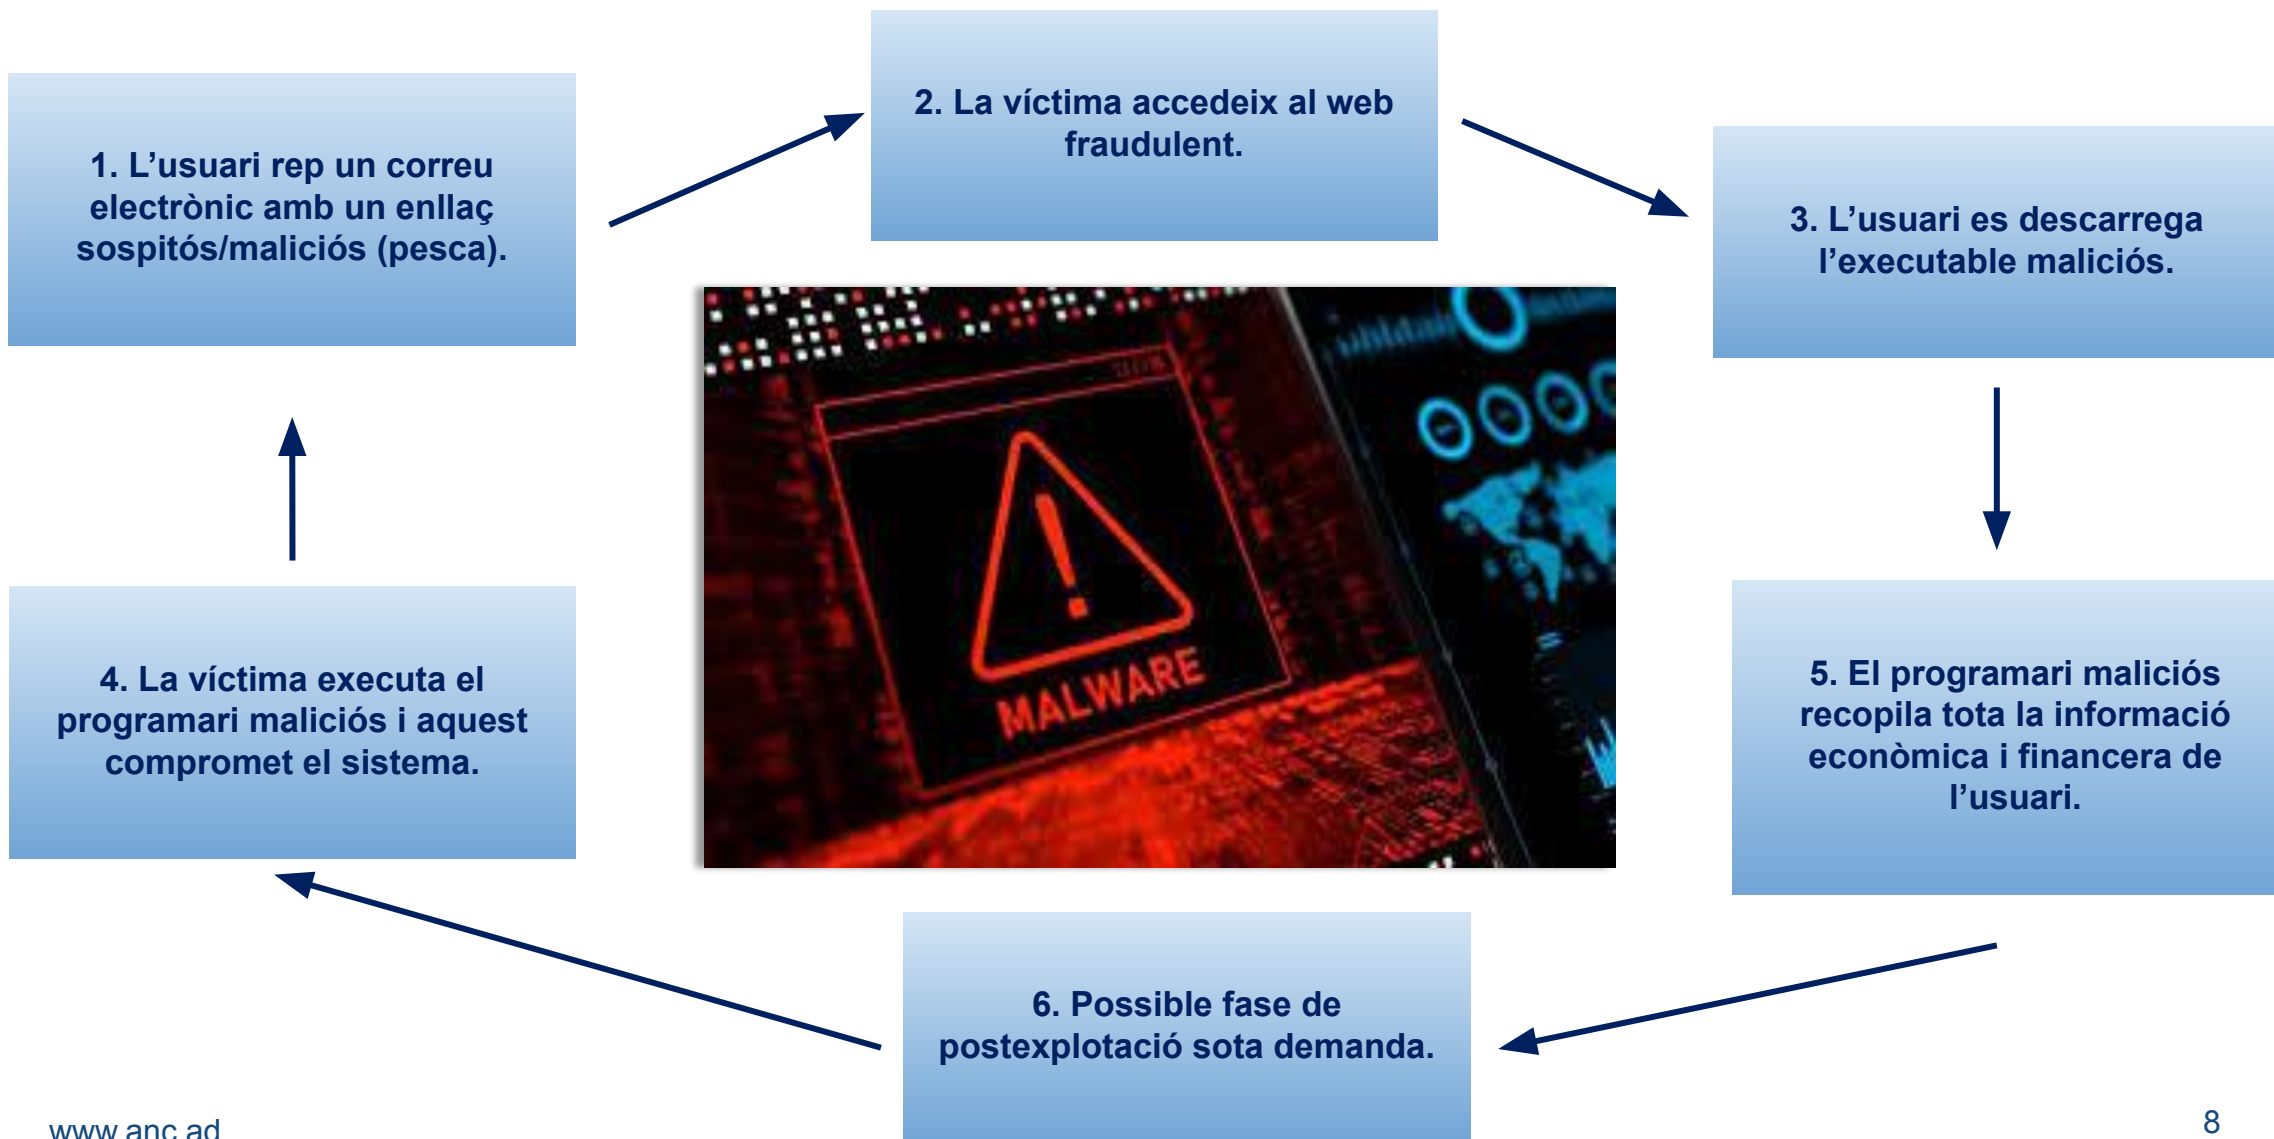 1. L’usuari rep un correu
electrònic amb un enllaç
sospitós/maliciós (pesca).
2. La víctima accedeix al web
fraudulent.
3. L’usuari es descarrega
l’executable maliciós.
MALWARE
4. La víctima executa el
programari maliciós i aquest
compromet el sistema.
5. El programari maliciós
recopila tota la informació
econòmica i financera de
l’usuari.
6. Possible fase de
postexplotació sota demanda.
www.anc.ad
8